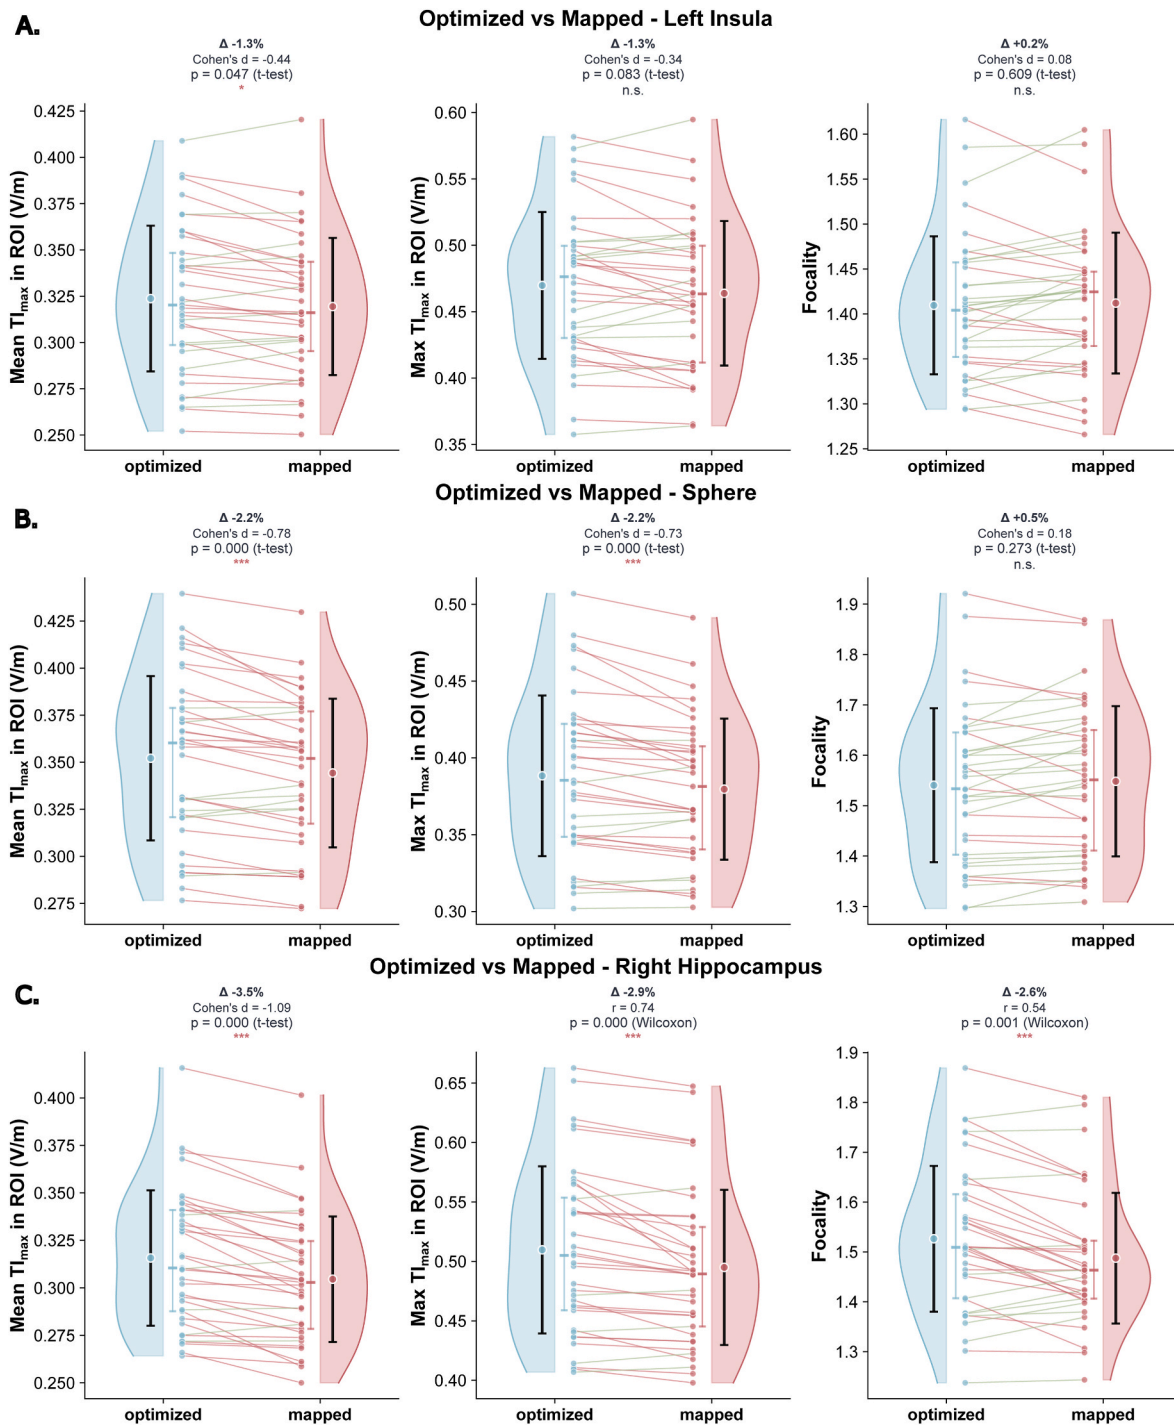 A.
Optimized vs Mapped - Left Insula
Δ -1.3%
Cohen's d = -0.44
p = 0.047 (t-test)
*
Mean TImax in ROI (V/m)
0.425
0.400
0.375
0.350
0.325
0.300
0.275
0.250
optimized
mapped
Δ -1.3%
Cohen's d = -0.34
p = 0.083 (t-test)
n.s.
Max TImax in ROI (V/m)
0.60
0.55
0.50
0.45
0.40
0.35
optimized
mapped
Δ +0.2%
Cohen's d = 0.08
p = 0.609 (t-test)
n.s.
Focality
1.60
1.55
1.50
1.45
1.40
1.35
1.30
1.25
optimized
mapped
B.
Optimized vs Mapped - Sphere
Δ -2.2%
Cohen's d = -0.78
p = 0.000 (t-test)
***
Mean TImax in ROI (V/m)
0.425
0.400
0.375
0.350
0.325
0.300
0.275
optimized
mapped
Δ -2.2%
Cohen's d = -0.73
p = 0.000 (t-test)
***
Max TImax in ROI (V/m)
0.50
0.45
0.40
0.35
0.30
optimized
mapped
Δ +0.5%
Cohen's d = 0.18
p = 0.273 (t-test)
n.s.
Focality
1.9
1.8
1.7
1.6
1.5
1.4
1.3
optimized
mapped
C.
Optimized vs Mapped - Right Hippocampus
Δ -3.5%
Cohen's d = -1.09
p = 0.000 (t-test)
***
Mean TImax in ROI (V/m)
0.400
0.350
0.325
0.300
0.275
0.250
optimized
mapped
Δ -2.9%
r = 0.74
p = 0.000 (Wilcoxon)
***
Max TImax in ROI (V/m)
0.65
0.60
0.55
0.50
0.45
0.40
optimized
mapped
Δ -2.6%
r = 0.54
p = 0.001 (Wilcoxon)
***
Focality
1.9
1.8
1.7
1.6
1.5
1.4
1.3
optimized
mapped